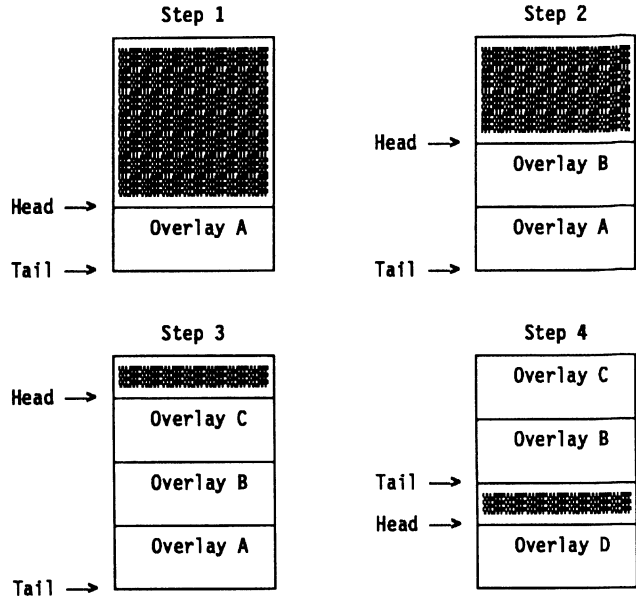 Step 1
Head →
Overlay A
Tail →
Step 2
Head →
Overlay B
Overlay A
Tail →
Step 3
Head →
Overlay C
Overlay B
Overlay A
Tail →
Step 4
Overlay C
Overlay B
Tail →
Head →
Overlay D